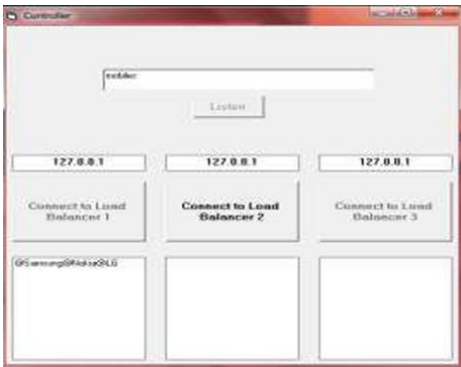 Controller
Listen
127.0.0.1 127.0.0.1 127.0.0.1
Connect to Load Balancer 1
Connect to Load Balancer 2
Connect to Load Balancer 3
@Samsung@Nokia@LG